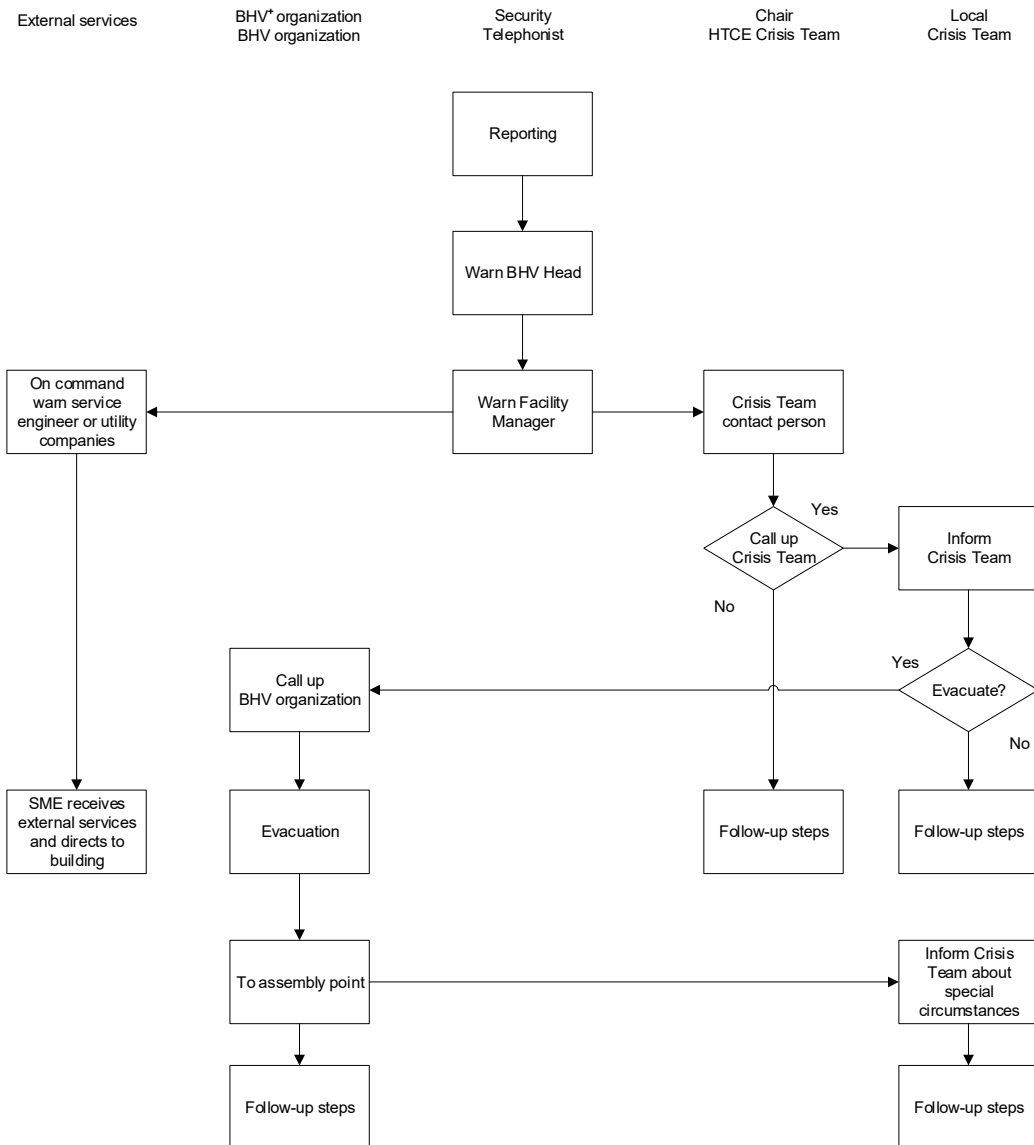 External services
BHV+ organization
BHV organization
Security
Telephonist
Chair
HTCE Crisis Team
Local
Crisis Team
Reporting
Warn BHV Head
On command
warn service
engineer or utility
companies
Warn Facility
Manager
Crisis Team
contact person
Yes
Call up
Crisis Team
Inform
Crisis Team
No
Call up
BHV organization
Yes
Evacuate?
No
SME receives
external services
and directs to
building
Evacuation
Follow-up steps
Follow-up steps
To assembly point
Inform Crisis
Team about
special
circumstances
Follow-up steps
Follow-up steps